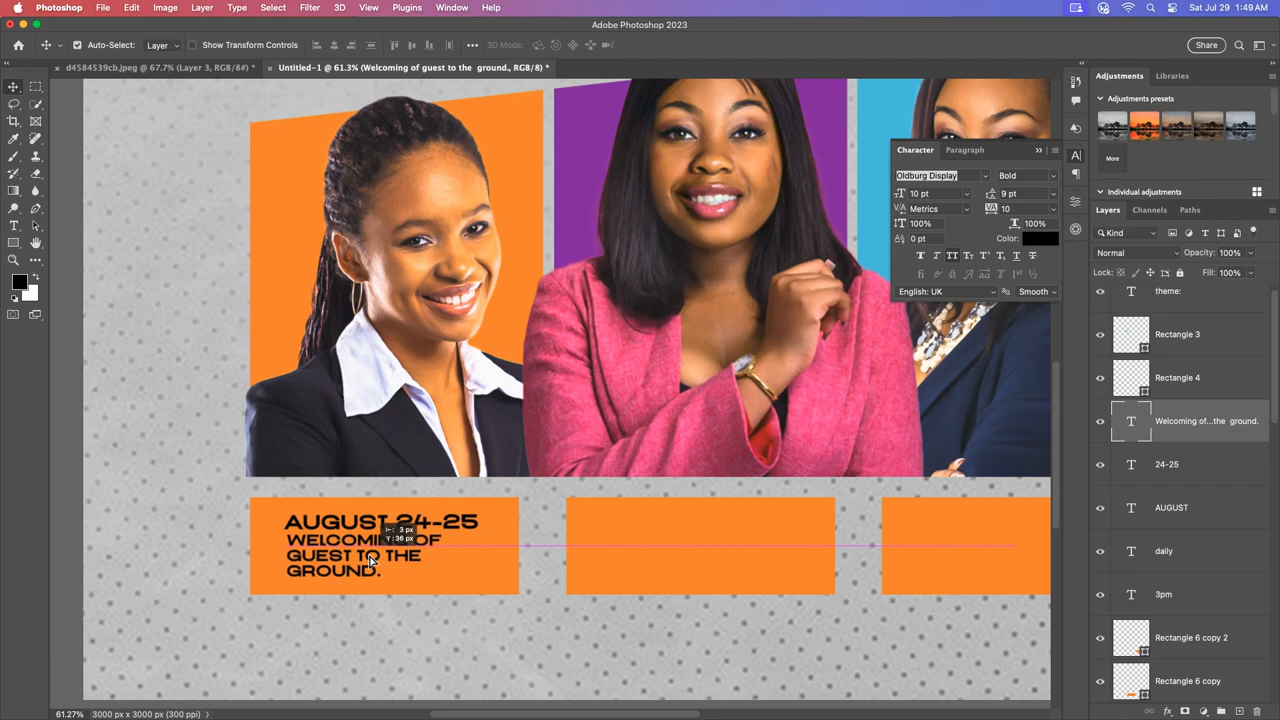 Photoshop File Edit Image Layer Type Select Filter 3D View Plugins Window Help Sat Jul 29 1:49 AM
Adobe Photoshop 2023
Auto-Select: Layer Show Transform Controls 3D Mode: Share
d4584539cb.jpeg @ 67.7% (Layer 3, RGB/8#) * Untitled-1 @ 61.3% (Welcoming of guest to the ground., RGB/8) *
Adjustments Libraries
Adjustments presets
More
Individual adjustments
Character Paragraph
Oldburg Display Bold
10 pt 9 pt
Metrics 10
100% 100%
0 pt Color:
English: UK Smooth
Layers Channels Paths
Kind
Normal Opacity: 100%
Lock: Fill: 100%
theme:
Rectangle 3
Rectangle 4
Welcoming of...the ground.
24-25
AUGUST
daily
3pm
Rectangle 6 copy 2
Rectangle 6 copy
AUGUST 24-25
WELCOMING OF
GUEST TO THE
GROUND.
3 px
36 px
61.27% 3000 px x 3000 px (300 ppi)